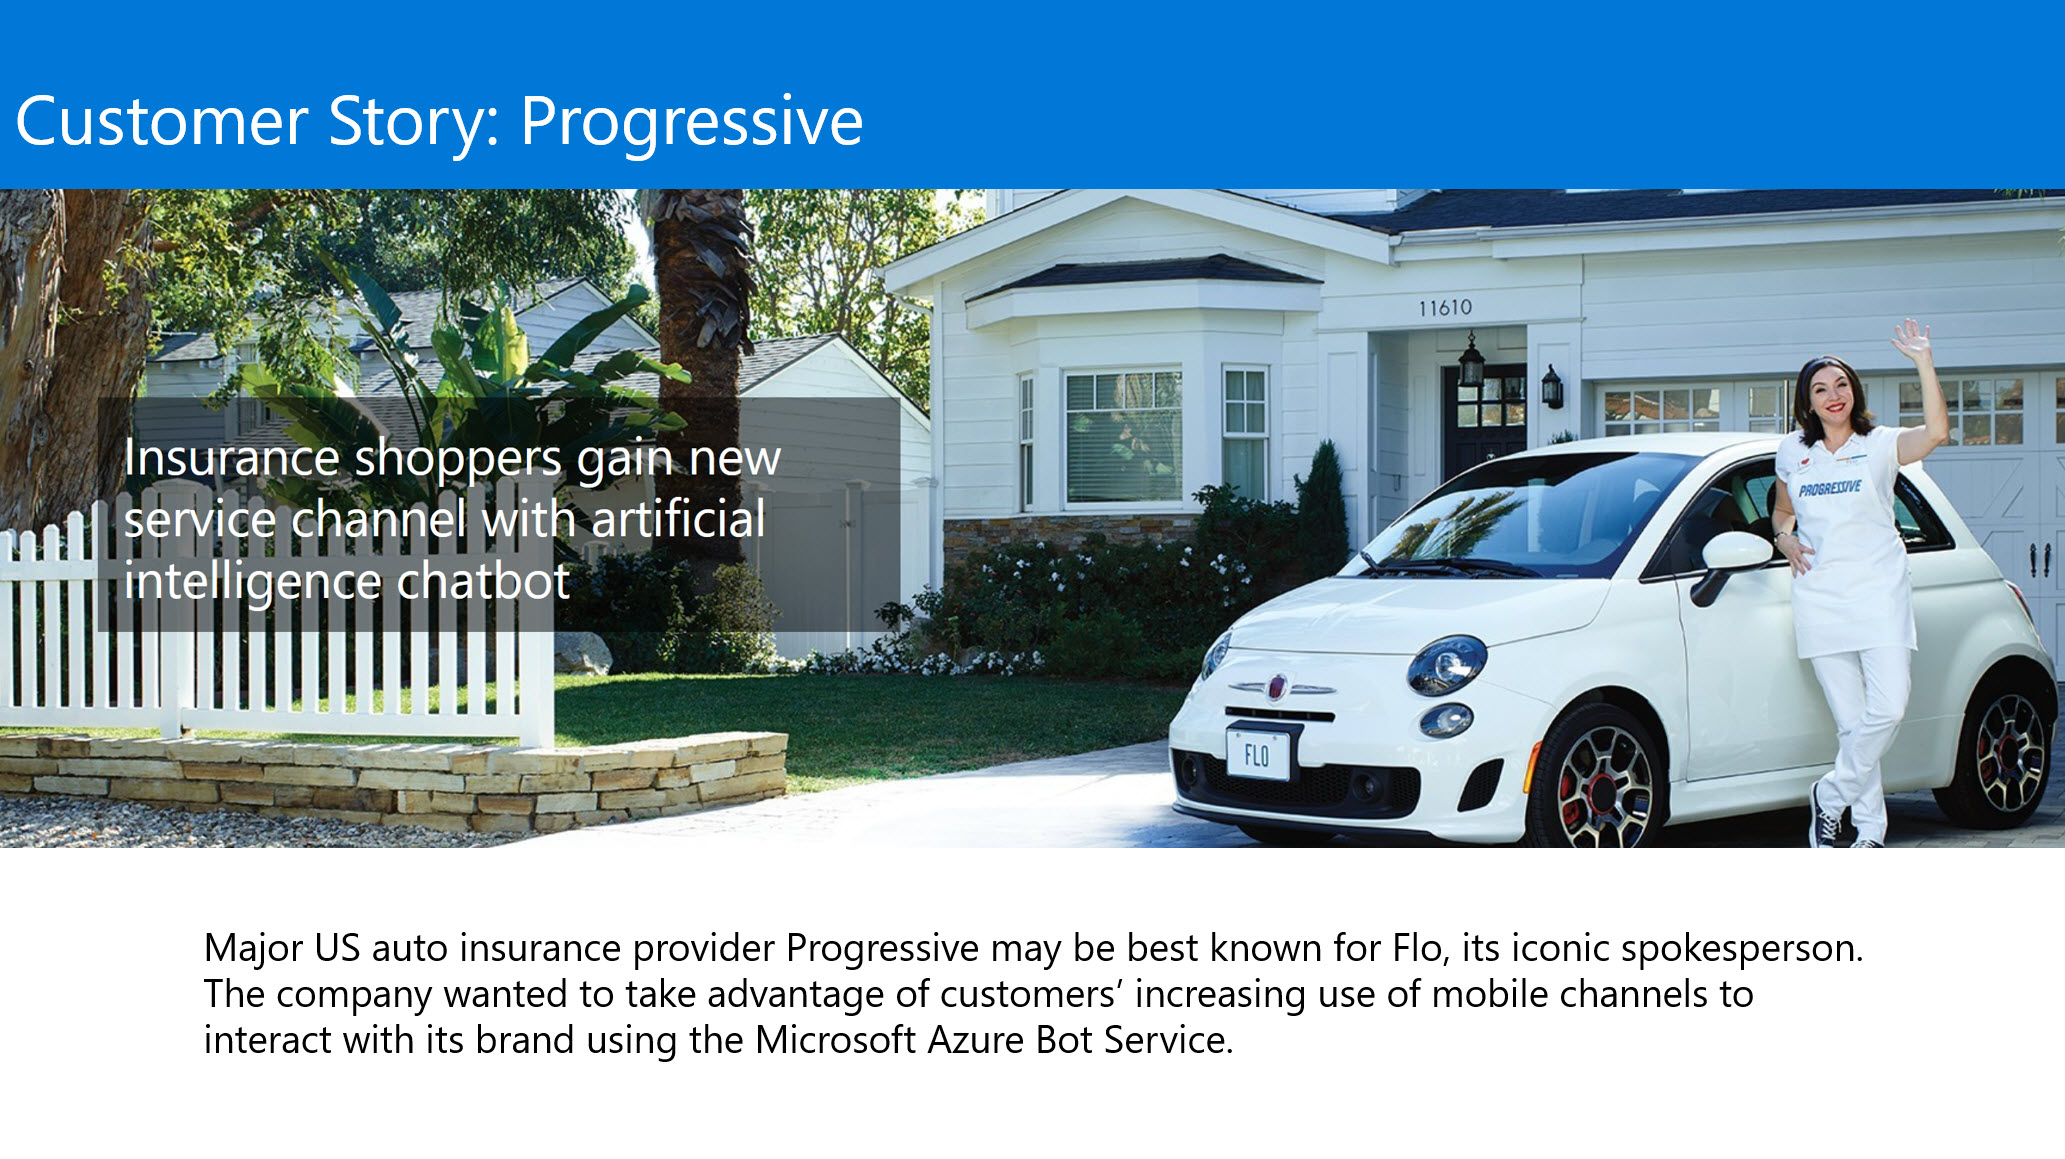 Customer Story: Progressive
11610
Insurance shoppers gain new
service channel with artificial
intelligence chatbot
PROGRESSIVE
FLO
Major US auto insurance provider Progressive may be best known for Flo, its iconic spokesperson.
The company wanted to take advantage of customers’ increasing use of mobile channels to
interact with its brand using the Microsoft Azure Bot Service.